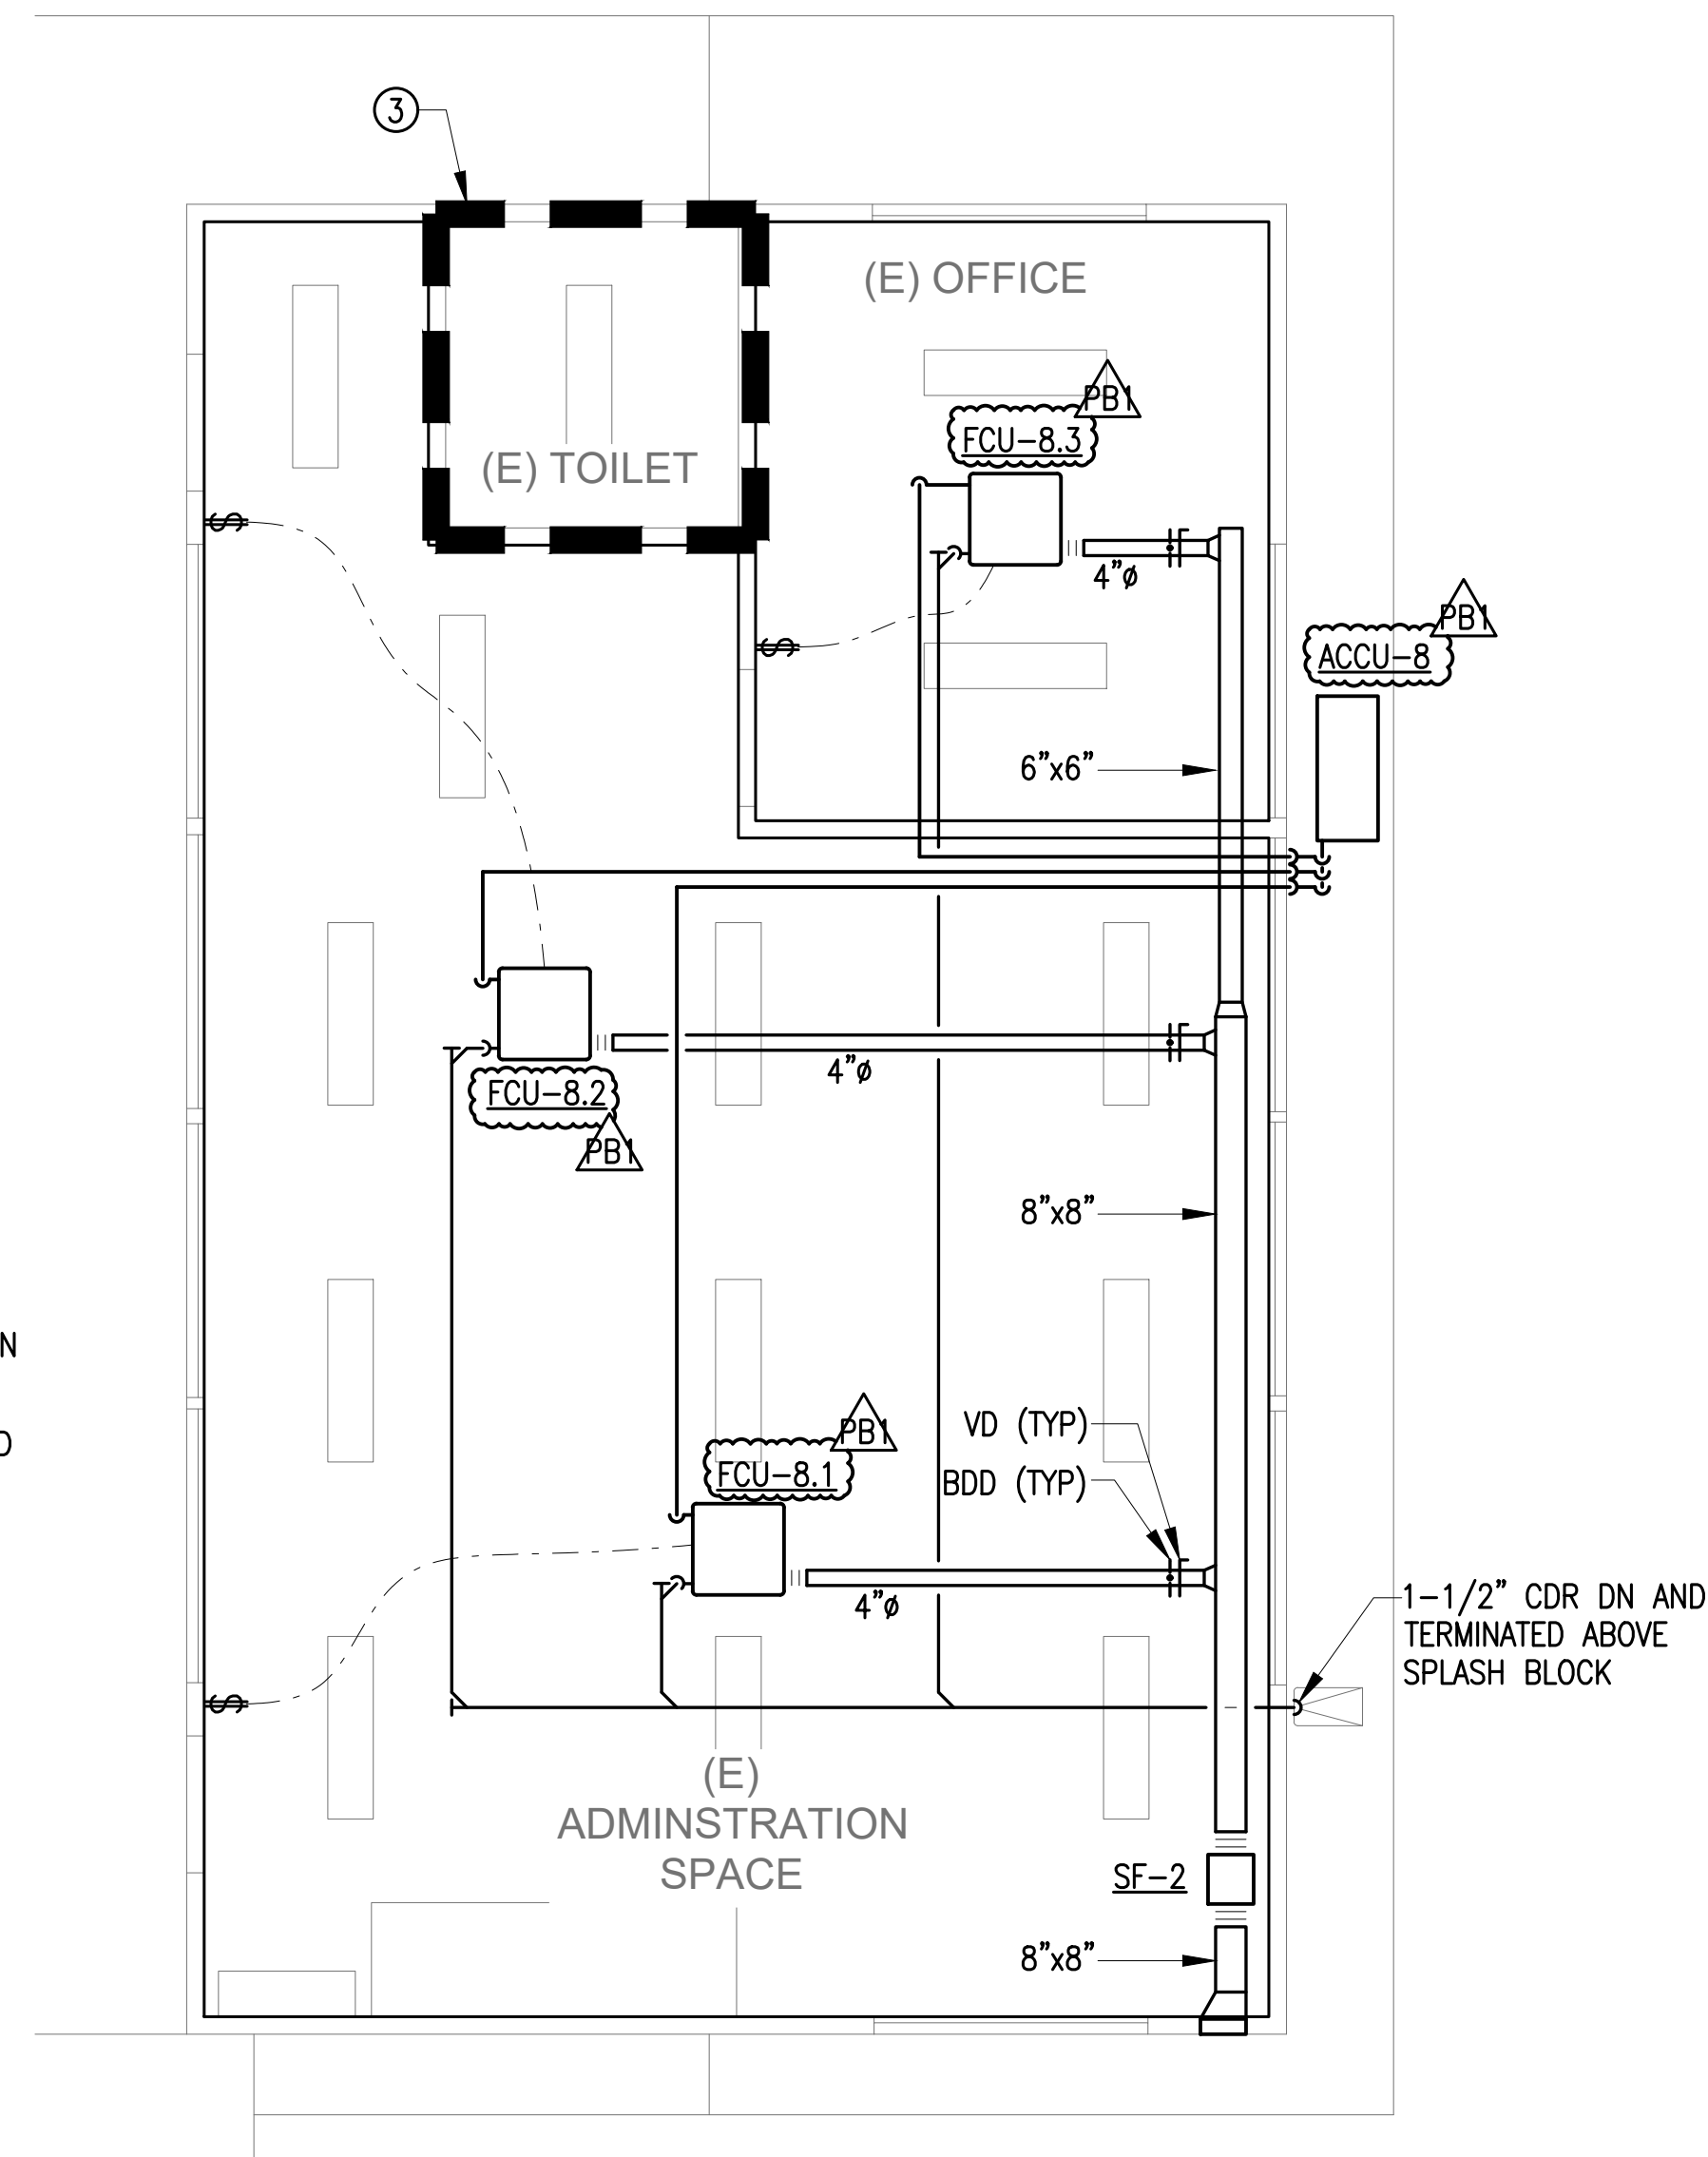 3
(E) OFFICE
PB1
FCU-8.3
(E) TOILET
4"ø
PB1
ACCU-8
6"x6"
4"ø
FCU-8.2
PB1
8"x8"
N
PB1
VD (TYP)
D
FCU-8.1
BDD (TYP)
4"ø
1-1/2" CDR DN AND
TERMINATED ABOVE
SPLASH BLOCK
(E)
ADMINSTRATION
SPACE
SF-2
8"x8"